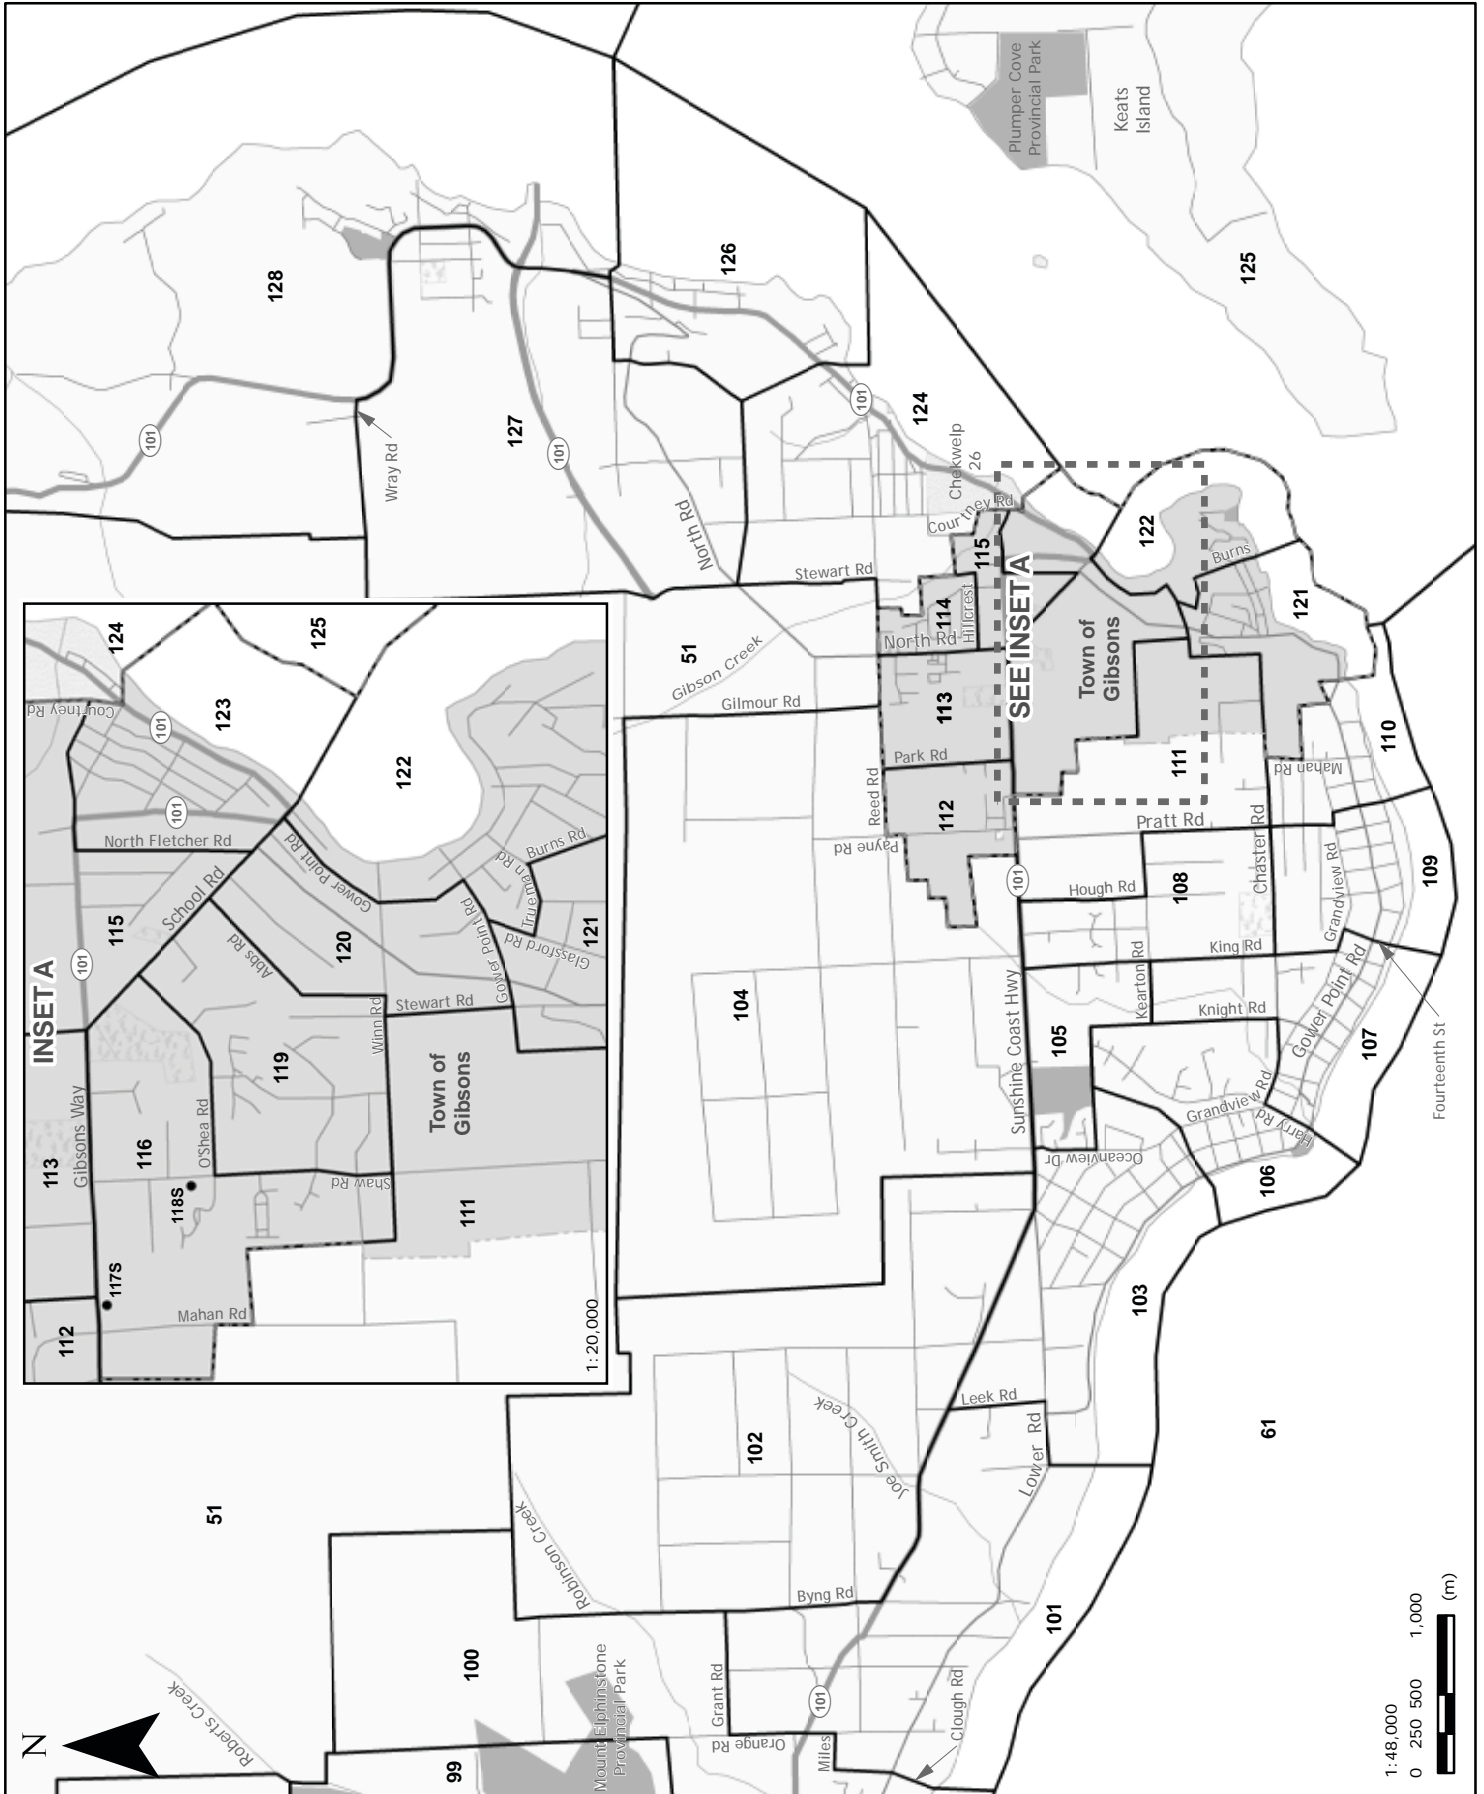 N
Roberts Creek
99
100
51
Mount Elphinstone
Provincial Park
Robinson Creek
Grant Rd
Orange Rd
Miles
101
Clough Rd
Byng Rd
101
102
Joe Smith Creek
Leek Rd
Lower Rd
61
103
104
Sunshine Coast Hwy
105
Oceanview Dr
106
Harry Rd
Grandview Rd
Gower Point Rd
107
Fourteenth St
Knight Rd
Kearton Rd
King Rd
108
Hough Rd
Chaster Rd
Grandview Rd
109
110
Mahan Rd
Pratt Rd
111
101
112
Payne Rd
Reed Rd
Park Rd
113
Gilmour Rd
51
Gibson Creek
North Rd
114
Hillcrest
115
SEE INSET A
Town of
Gibsons
Stewart Rd
North Rd
Courtney Rd
Chekwelp
26
124
101
122
Burns
121
125
Keats
Island
Plumper Cove
Provincial Park
126
127
101
128
101
Wray Rd
INSET A
112
113
Gibsons Way
117S
118S
116
O'Shea Rd
Mahan Rd
Shaw Rd
111
119
Abbs Rd
Winn Rd
Stewart Rd
Town of
Gibsons
115
School Rd
101
North Fletcher Rd
101
101
Courtney Rd
124
123
125
122
120
Gower Point Rd
Gower Point Rd
Trueman Rd
Burns Rd
Glassford Rd
121
1:20,000
1:48,000
0 250 500 1,000
(m)